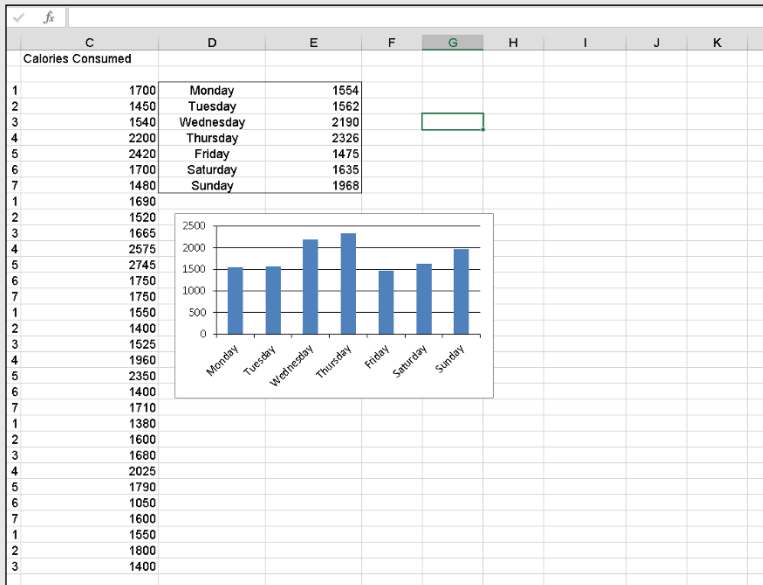 fx
C D E F G H I J K
Calories Consumed
1 1700 Monday 1554
2 1450 Tuesday 1562
3 1540 Wednesday 2190
4 2200 Thursday 2326
5 2420 Friday 1475
6 1700 Saturday 1635
7 1480 Sunday 1968
1 1690
2 1520
3 1665
4 2575
5 2745
6 1750
7 1750
1 1550
2 1400
3 1525
4 1960
5 2350
6 1400
7 1710
1 1380
2 1600
3 1680
4 2025
5 1790
6 1050
7 1600
1 1550
2 1800
3 1400
2500
2000
1500
1000
500
0
Monday Tuesday Wednesday Thursday Friday Saturday Sunday